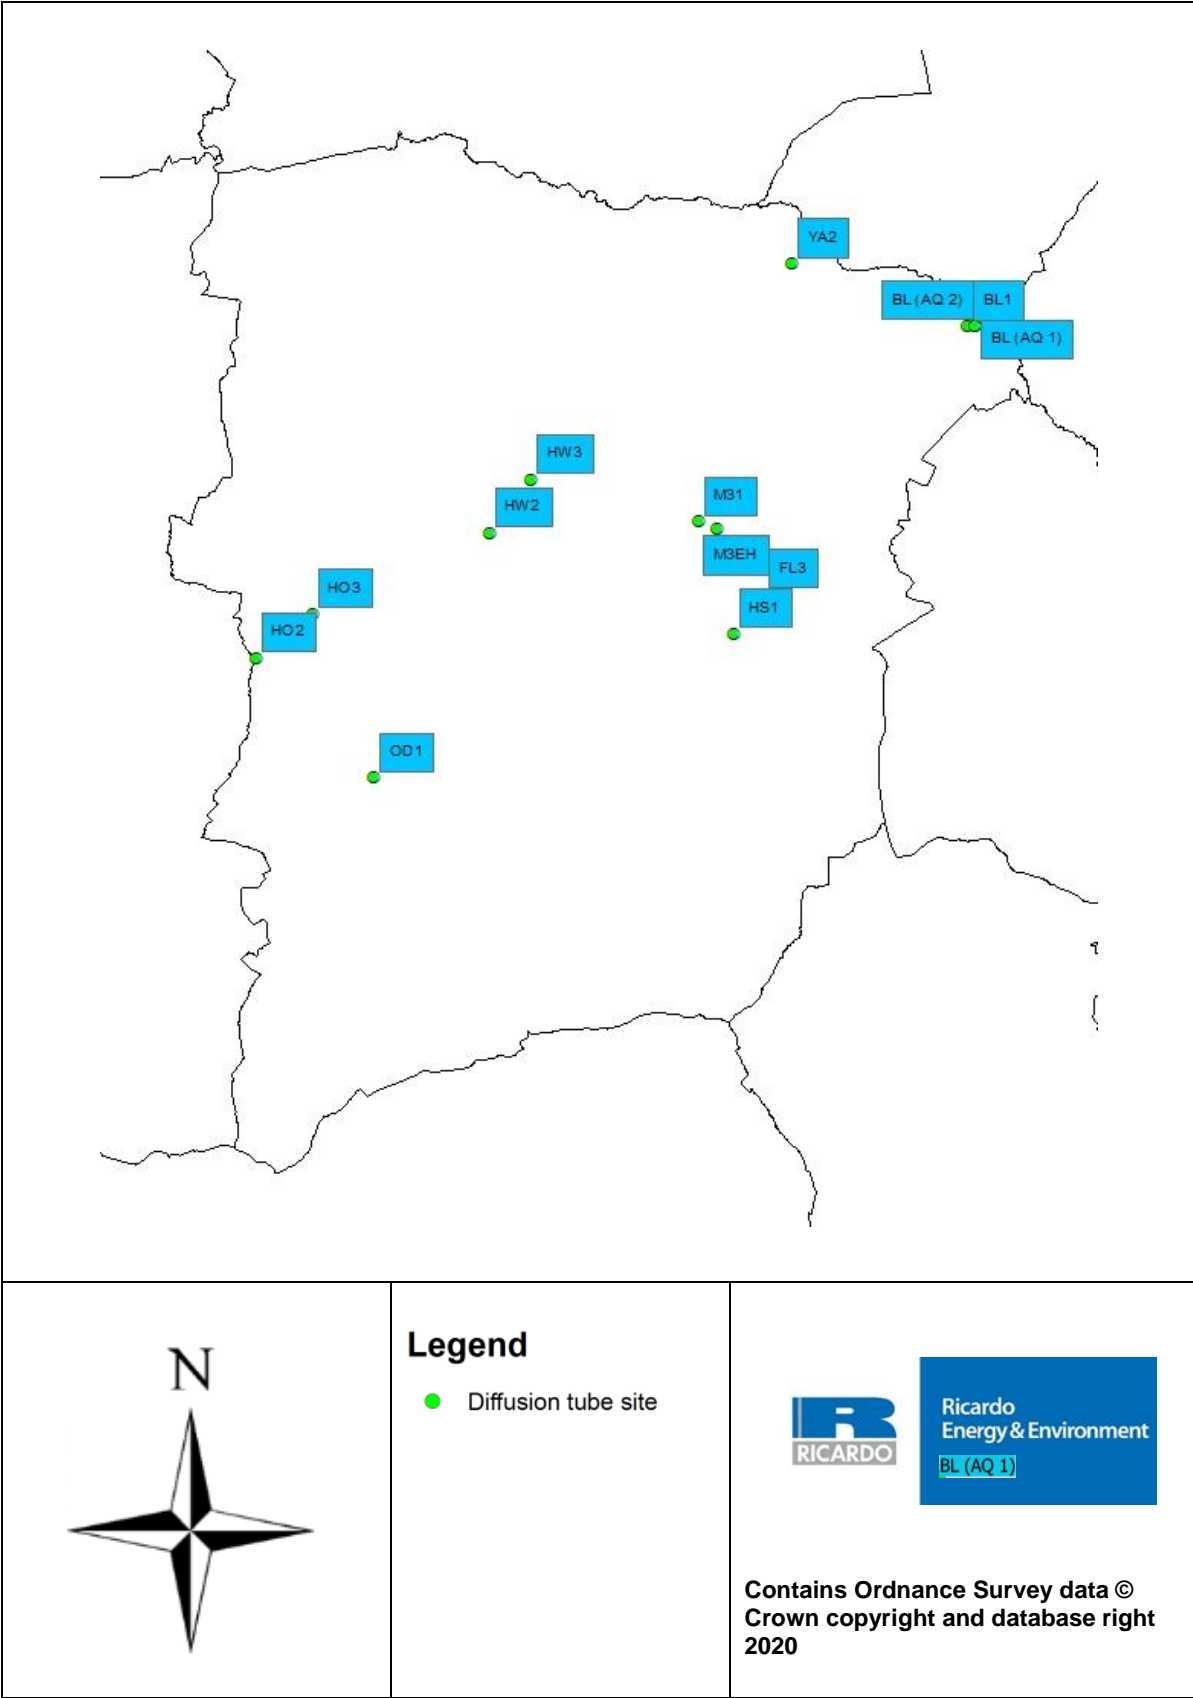 YA2
BL (AQ 2)
BL1
BL (AQ 1)
HW3
HW2
M31
M3EH
FL3
HS1
HO3
HO2
OD1
N
Legend
Diffusion tube site
RICARDO
Ricardo
Energy & Environment
BL (AQ 1)
Contains Ordnance Survey data ©
Crown copyright and database right
2020